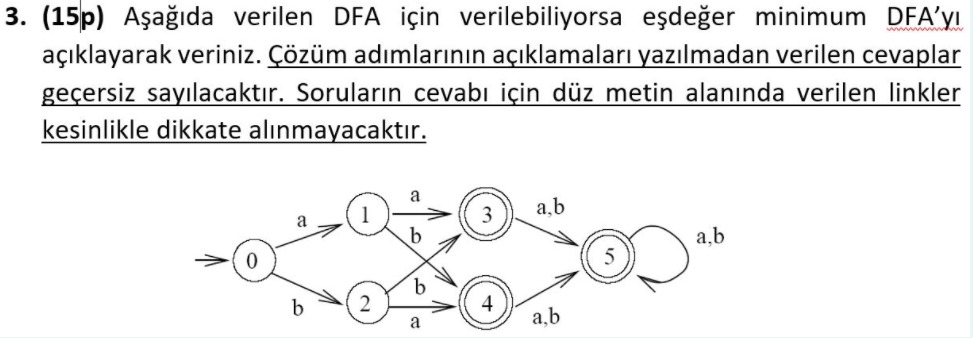 3. (15p) Aşağıda verilen DFA için verilebiliyorsa eşdeğer minimum DFA’yı
açıklayarak veriniz. Çözüm adımlarının açıklamaları yazılmadan verilen cevaplar
geçersiz sayılacaktır. Soruların cevabı için düz metin alanında verilen linkler
kesinlikle dikkate alınmayacaktır.
a
1
3
a,b
a
b
a,b
0
5
b
b
2
4
a
a,b